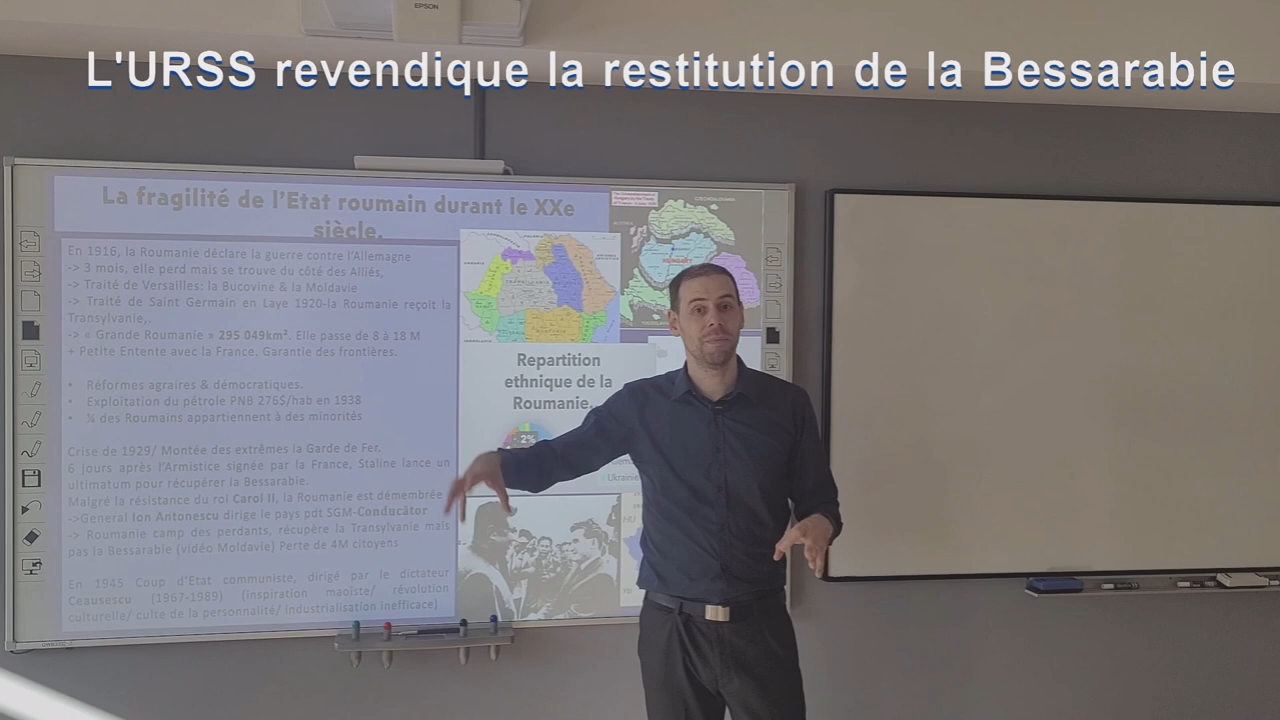 EPSON
L'URSS revendique la restitution de la Bessarabie
La fragilité de l'Etat roumain durant le XXe
siècle.
En 1916, la Roumanie déclare la guerre contre l'Allemagne
-> 3 mois, elle perd mais se trouve du côté des Alliés,
-> Traité de Versailles: la Bucovine & la Moldavie
-> Traité de Saint Germain en Laye 1920-la Roumanie reçoit la
Transylvanie,.
-> « Grande Roumanie » 295 049km². Elle passe de 8 à 18 M
+ Petite Entente avec la France. Garantie des frontières.
• Réformes agraires & démocratiques.
• Exploitation du pétrole PNB 276$/hab en 1938
• ¼ des Roumains appartiennent à des minorités
Crise de 1929/ Montée des extrêmes la Garde de Fer.
6 jours après l'Armistice signée par la France, Staline lance un
ultimatum pour récupérer la Bessarabie.
Malgré la résistance du roi Carol II, la Roumanie est démembrée
->General Ion Antonescu dirige le pays pdt SGM-Conducător
-> Roumanie camp des perdants, récupère la Transylvanie mais
pas la Bessarabie (vidéo Moldavie) Perte de 4M citoyens
En 1945 Coup d'Etat communiste, dirigé par le dictateur
Ceausescu (1967-1989) (inspiration maoïste/ révolution
culturelle/ culte de la personnalité/ industrialisation inefficace)
HUNGARY
Repartition
ethnique de la
Roumanie.
2%
Ukrainie
HU